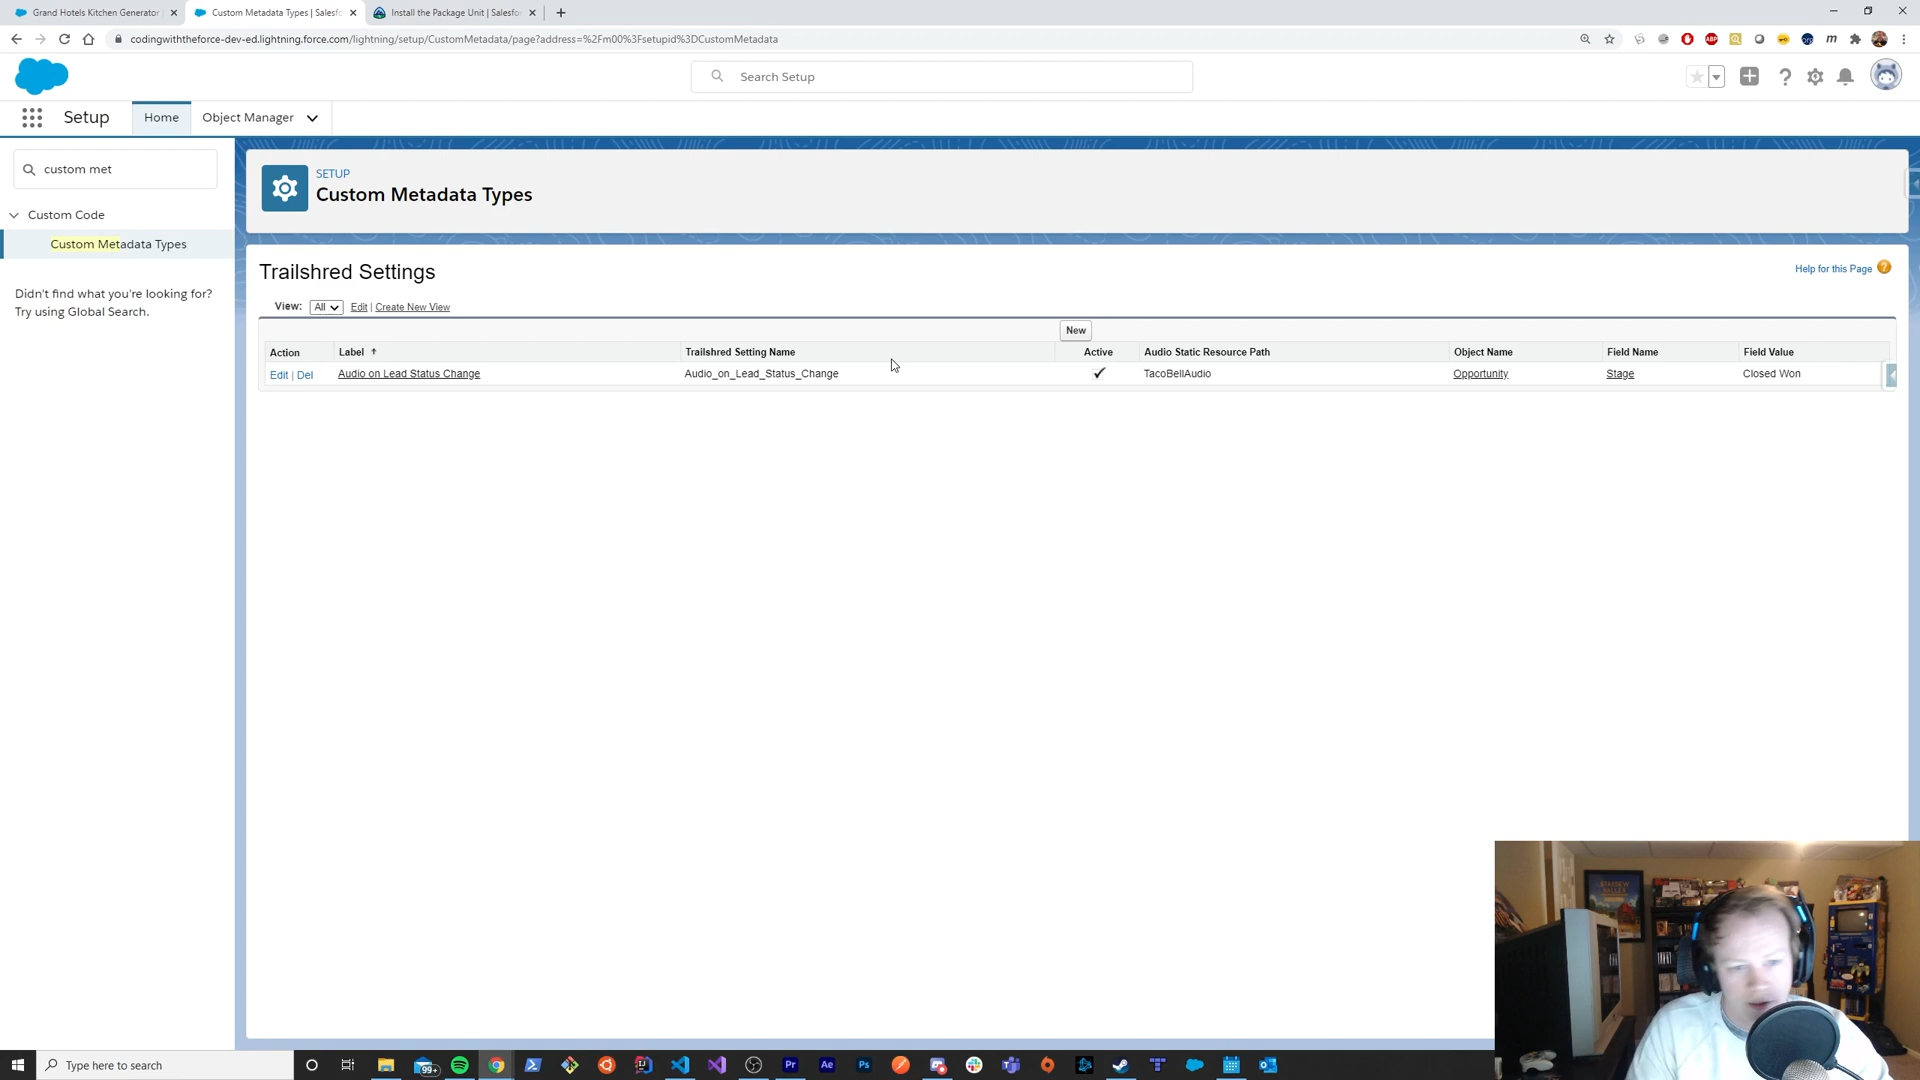 Grand Hotels Kitchen Generator
Custom Metadata Types | Salesfo
Install the Package Unit | Salesfo
codingwiththeforce-dev-ed.lightning.force.com/lightning/setup/CustomMetadata/page?address=%2Fm00%3Fsetupid%3DCustomMetadata
Search Setup
Setup
Home
Object Manager
custom met
Custom Code
Custom Metadata Types
Didn't find what you're looking for?
Try using Global Search.
SETUP
Custom Metadata Types
Trailshred Settings
Help for this Page
View: All Edit | Create New View
New
Action Label Trailshred Setting Name Active Audio Static Resource Path Object Name Field Name Field Value
Edit | Del Audio on Lead Status Change Audio_on_Lead_Status_Change TacoBellAudio Opportunity Stage Closed Won
Type here to search
99+